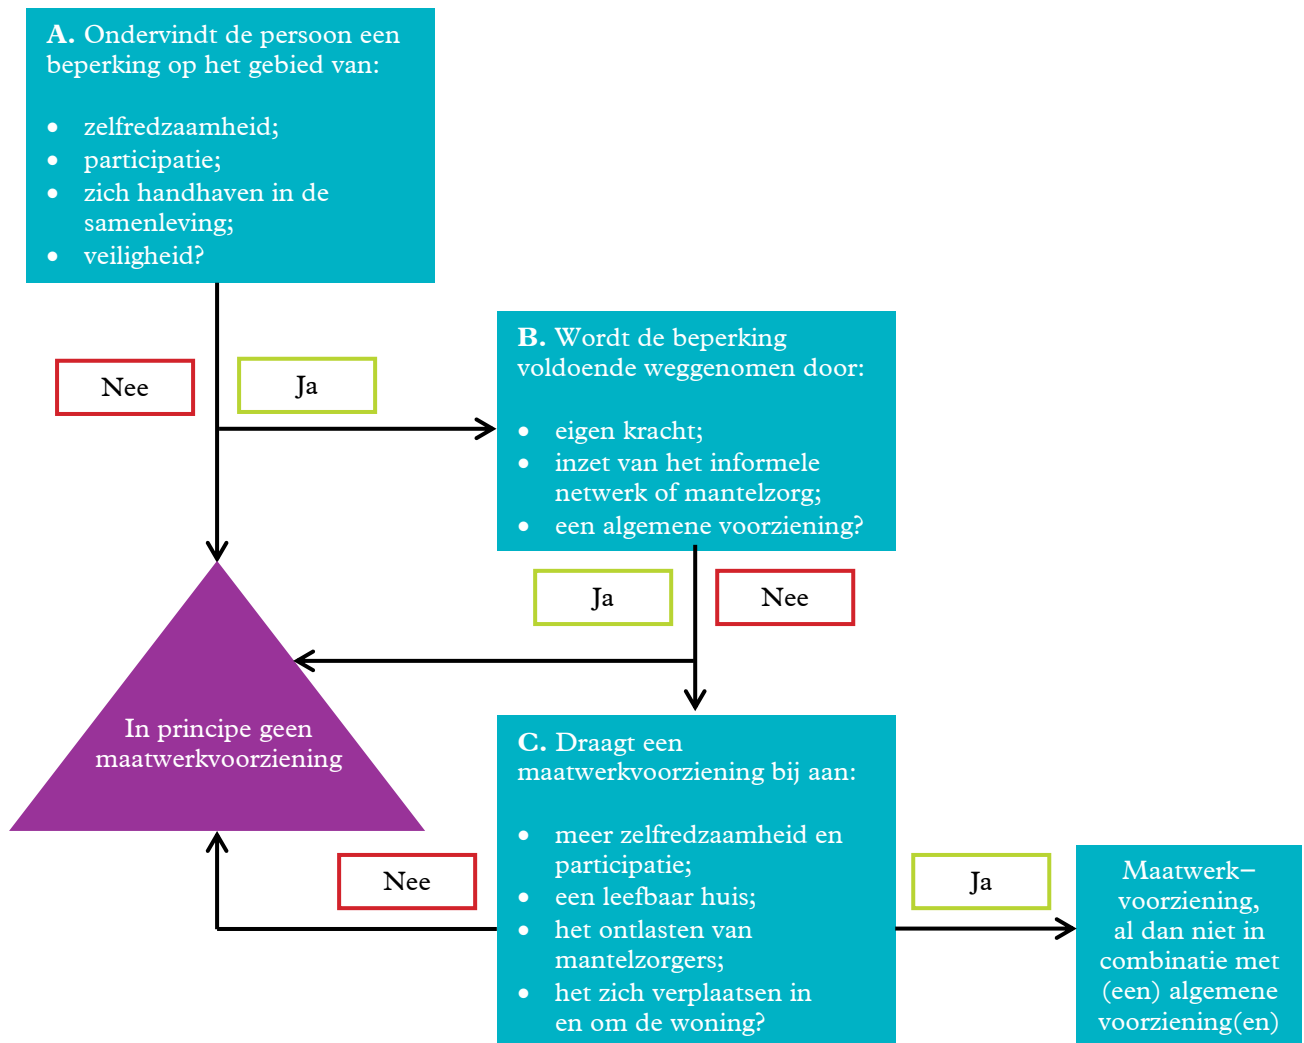 A. Ondervindt de persoon een
beperking op het gebied van:
• zelfredzaamheid;
• participatie;
• zich handhaven in de
samenleving;
• veiligheid?
Nee
Ja
B. Wordt de beperking
voldoende weggenomen door:
• eigen kracht;
• inzet van het informele
netwerk of mantelzorg;
• een algemene voorziening?
Ja
Nee
In principe geen
maatwerkvoorziening
C. Draagt een
maatwerkvoorziening bij aan:
• meer zelfredzaamheid en
participatie;
• een leefbaar huis;
• het ontlasten van
mantelzorgers;
• het zich verplaatsen in
en om de woning?
Nee
Ja
Maatwerk–
voorziening,
al dan niet in
combinatie met
(een) algemene
voorziening(en)